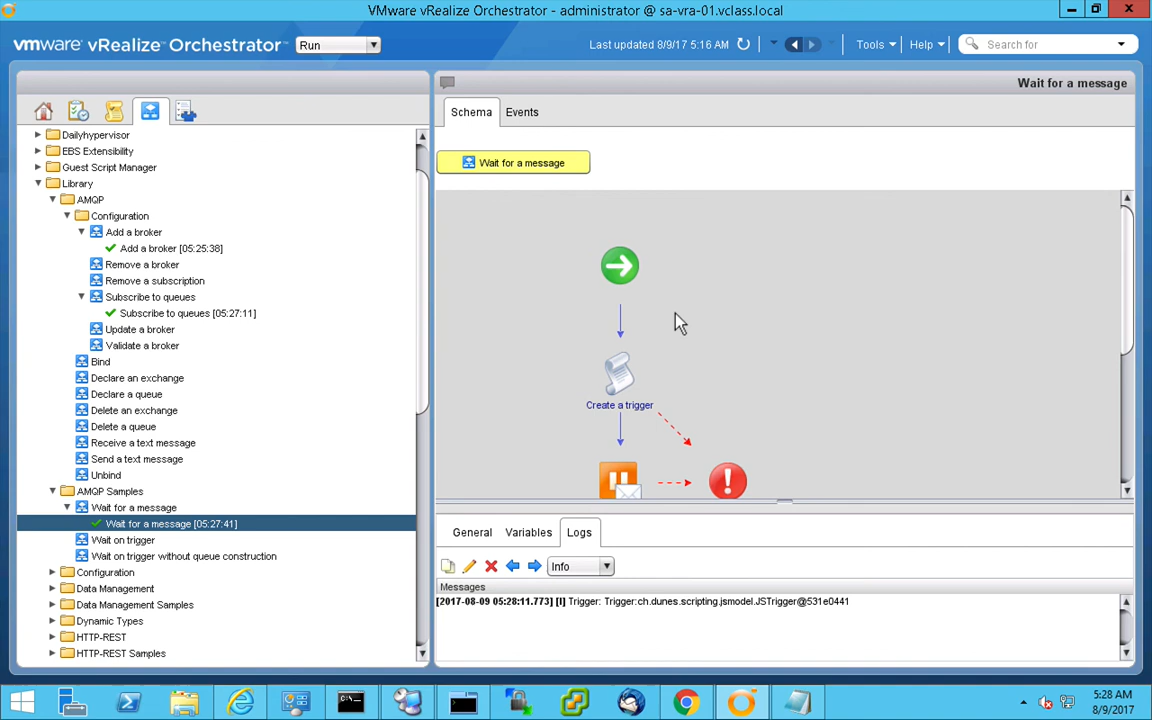 VMware vRealize Orchestrator - administrator @ sa-vra-01.vclass.local
vmware vRealize Orchestrator
Run
Last updated 8/9/17 5:16 AM
Tools
Help
Search for
Wait for a message
Schema
Events
Wait for a message
Create a trigger
Dailyhypervisor
EBS Extensibility
Guest Script Manager
Library
AMQP
Configuration
Add a broker
Add a broker [05:25:38]
Remove a broker
Remove a subscription
Subscribe to queues
Subscribe to queues [05:27:11]
Update a broker
Validate a broker
Bind
Declare an exchange
Declare a queue
Delete an exchange
Delete a queue
Receive a text message
Send a text message
Unbind
AMQP Samples
Wait for a message
Wait for a message [05:27:41]
Wait on trigger
Wait on trigger without queue construction
Configuration
Data Management
Data Management Samples
Dynamic Types
HTTP-REST
HTTP-REST Samples
General
Variables
Logs
Info
Messages
[2017-08-09 05:28:11.773] [I] Trigger: Trigger:ch.dunes.scripting.jsmodel.JSTrigger@531e0441
5:28 AM
8/9/2017